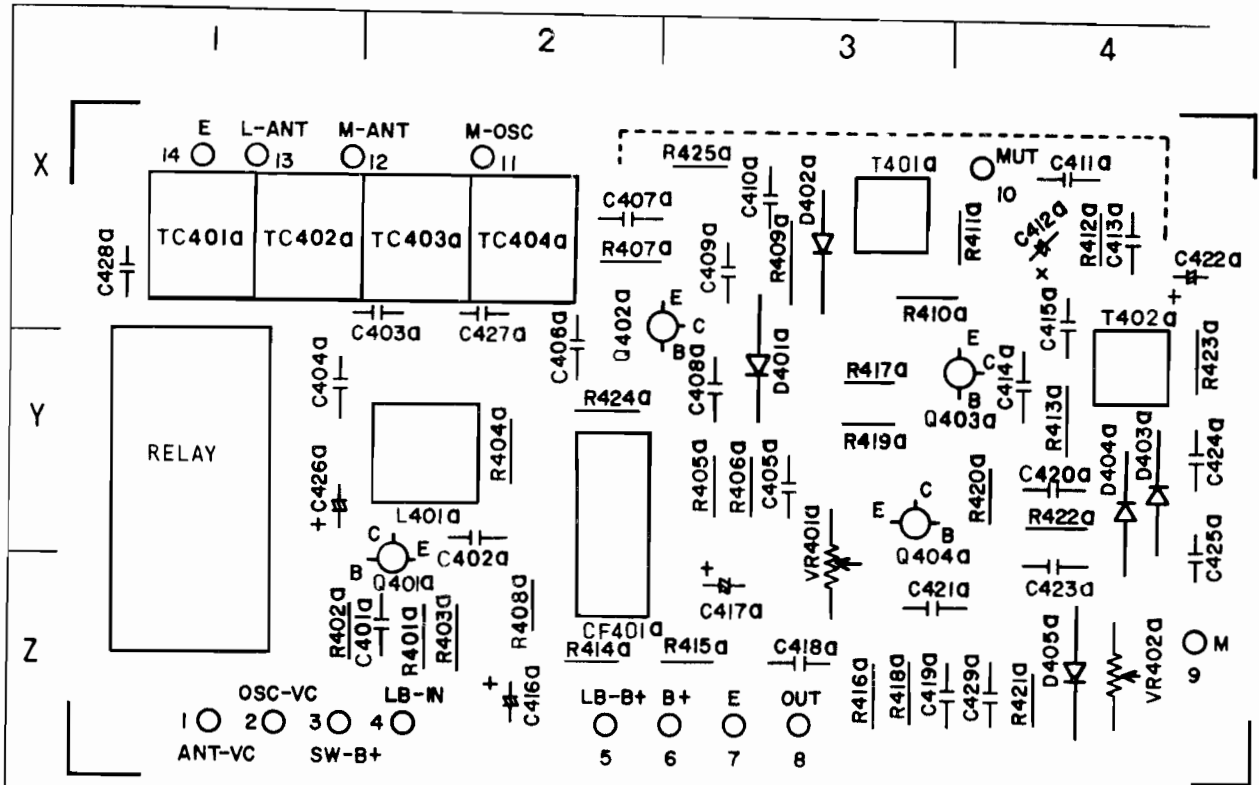 1 2 3 4
X
Y
Z
E L-ANT M-ANT M-OSC
14 13 12 11
MUT
10
R425a
C410a
D402a
T401a
C411a
C407a
R407a
C409a
R409a
R411a
C412a
x
R412a
C413a
C422a
+
C428a
TC401a TC402a TC403a TC404a
C403a C427a
C406a
Q402a
E
C
B
R410a
C415a
T402a
R423a
RELAY
C404a
C408a
D401a
R417a
E
C
B
Q403a
C414a
R413a
R424a
R404a
R419a
C426a
+
L401a
R405a
R406a
C405a
R420a
C420a
D404a
D403a
C424a
C
E
B
Q401a
C402a
VR401a
E
C
B
Q404a
R422a
C425a
C423a
C421a
+
C417a
R402a
C401a
R401a
R403a
R408a
CF401a
R414a R415a C418a
R416a
R418a
C419a
C429a
R421a
D405a
VR402a
M
9
+
C416a
OSC-VC LB-IN
LB-B+ B+ E OUT
1 2 3 4
ANT-VC SW-B+
5 6 7 8